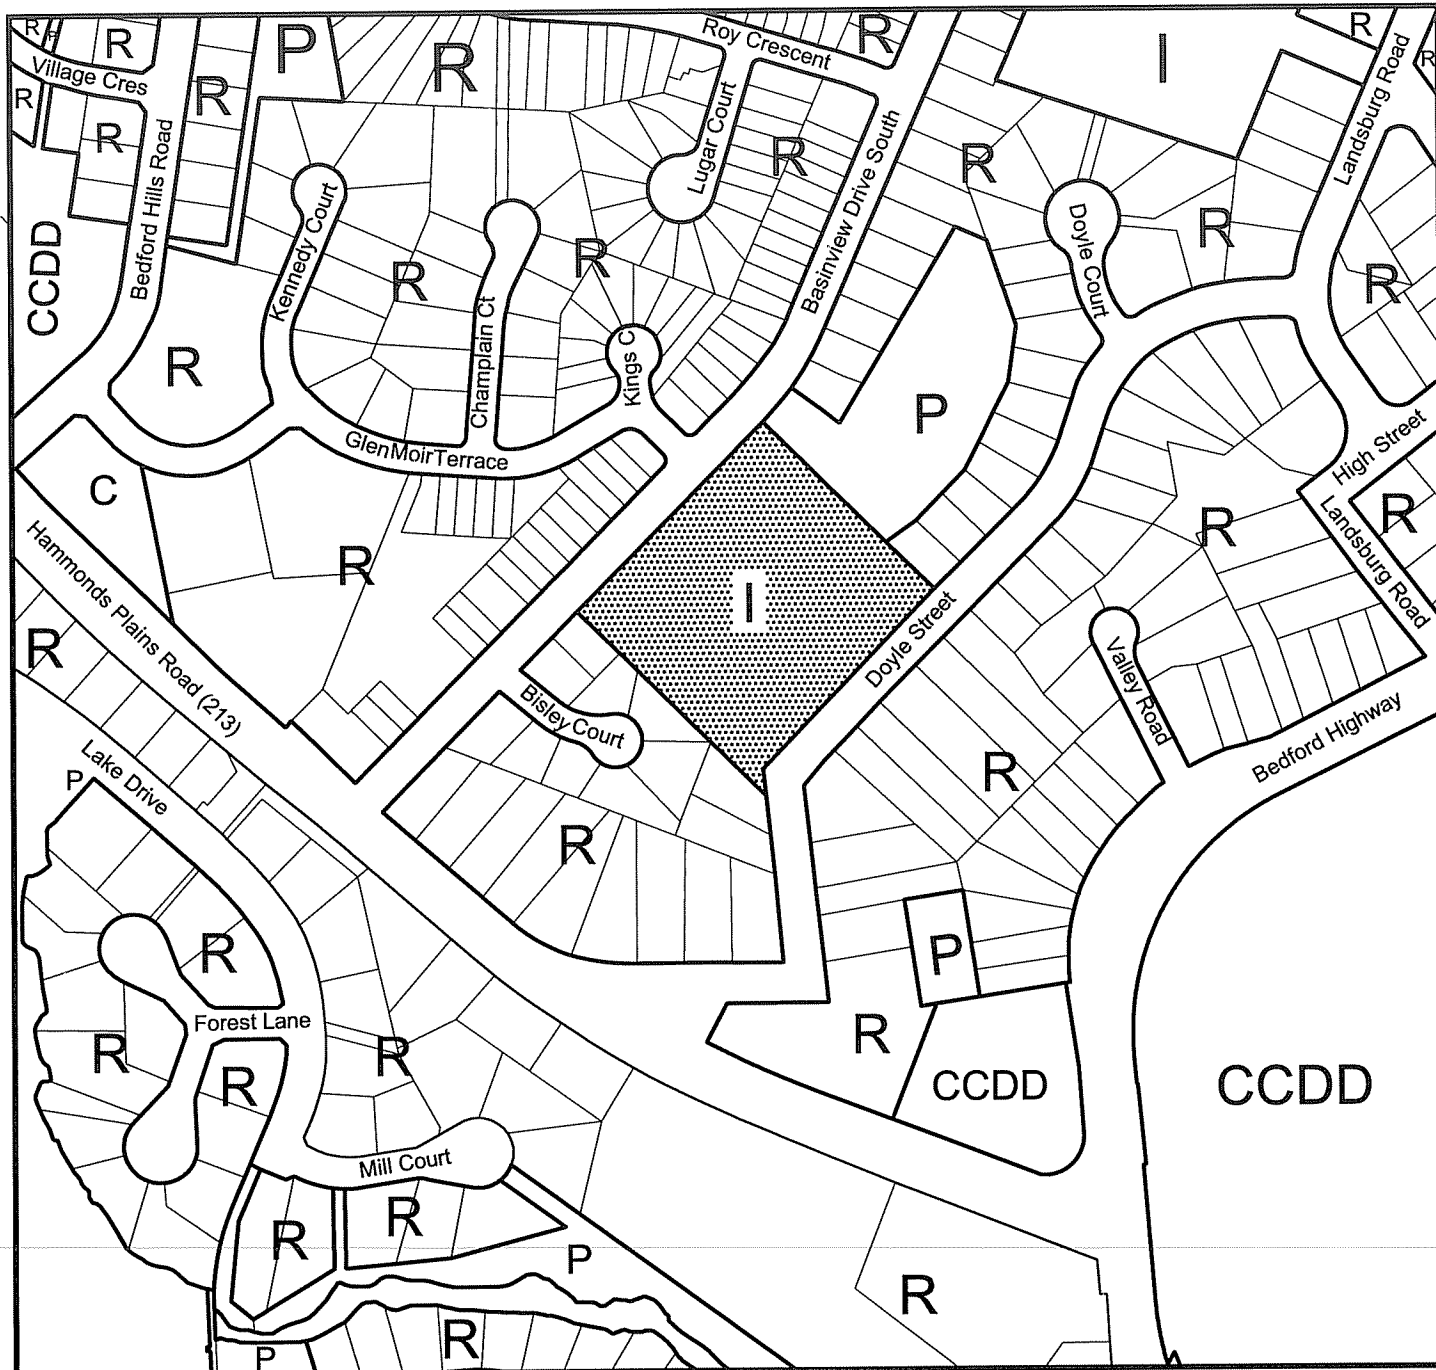 R
R
P
R
Roy Crescent
R
I
R
R
Village Cres
R
R
R
R
Bedford Hills Road
CCDD
Kennedy Court
R
Champlain Ct
R
Kings C
Lugar Court
R
Basinview Drive South
R
Doyle Court
R
Landsburg Road
R
R
P
C
GlenMoirTerrace
R
Hammonds Plains Road (213)
R
I
Doyle Street
Bisley Court
High Street
Landsburg Road
R
R
Valley Road
Bedford Highway
Lake Drive
P
R
R
R
Forest Lane
R
R
R
P
R
CCDD
CCDD
Mill Court
R
R
P
R
R
P